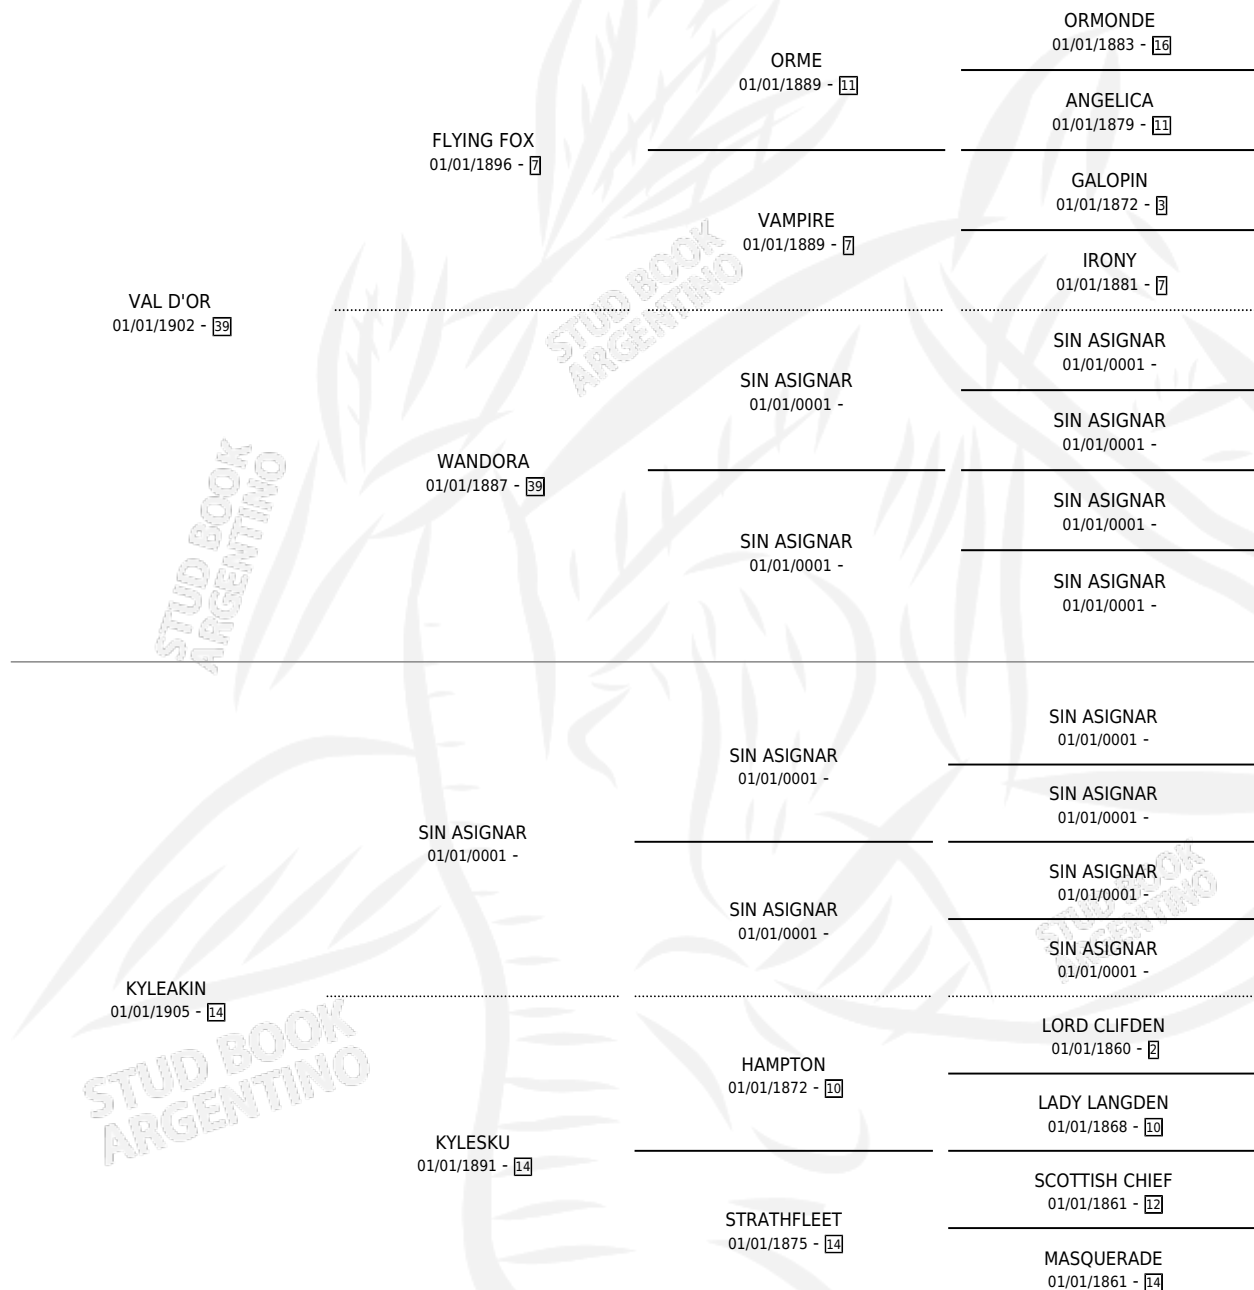 ORMONDE
01/01/1883 - 16
ORME
01/01/1889 - 11
ANGELICA
01/01/1879 - 11
FLYING FOX
01/01/1896 - 7
GALOPIN
01/01/1872 - 3
VAMPIRE
01/01/1889 - 7
IRONY
01/01/1881 - 7
VAL D'OR
01/01/1902 - 39
SIN ASIGNAR
01/01/0001 -
SIN ASIGNAR
01/01/0001 -
SIN ASIGNAR
01/01/0001 -
WANDORA
01/01/1887 - 39
SIN ASIGNAR
01/01/0001 -
SIN ASIGNAR
01/01/0001 -
SIN ASIGNAR
01/01/0001 -
STUD BOOK
ARGENTINO
STUD BOOK
ARGENTINO
SIN ASIGNAR
01/01/0001 -
SIN ASIGNAR
01/01/0001 -
SIN ASIGNAR
01/01/0001 -
SIN ASIGNAR
01/01/0001 -
SIN ASIGNAR
01/01/0001 -
SIN ASIGNAR
01/01/0001 -
SIN ASIGNAR
01/01/0001 -
STUD BOOK
ARGENTINO
KYLEAKIN
01/01/1905 - 14
LORD CLIFDEN
01/01/1860 - 2
HAMPTON
01/01/1872 - 10
LADY LANGDEN
01/01/1868 - 10
KYLESKU
01/01/1891 - 14
SCOTTISH CHIEF
01/01/1861 - 12
STRATHFLEET
01/01/1875 - 14
MASQUERADE
01/01/1861 - 14
STUD BOOK
ARGENTINO